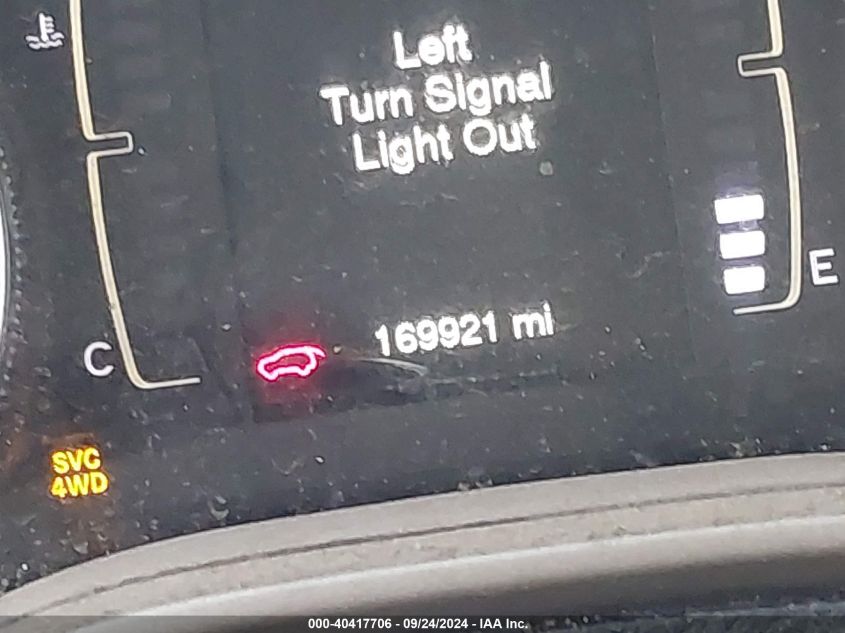 Left
Turn Signal
Light Out
E
169921 mi
C
SVC
4WD
000-40417706 - 09/24/2024 - IAA Inc.